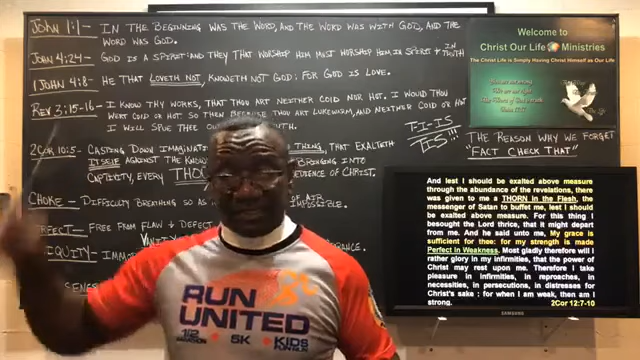 JOHN 1:1 - IN THE BEGINNING WAS THE WORD, AND THE WORD WAS WITH GOD, AND THE
WORD WAS GOD.
JOHN 4:24 - GOD IS A SPIRIT: AND THEY THAT WORSHIP HIM MUST WORSHIP HIM IN SPIRIT + IN
TRUTH
1 JOHN 4:8 - HE THAT LOVETH NOT, KNOWETH NOT GOD: FOR GOD IS LOVE.
REV 3:15-16 - I KNOW THY WORKS, THAT THOU ART NEITHER COLD NOR HOT. I WOULD THOU
WERT COLD OR HOT SO THEN BECAUSE THOU ART LUKEWARM, AND NEITHER COLD OR HOT
I WILL SPUE THEE
2COR 10:5 - CASTING DOWN THING, THAT EXALTETH
ITSELF AGAINST THE BRINGING INTO
CAPTIVITY, EVERY OF CHRIST.
CHOKE - DIFFICULTY BREATHING SO AS OF AIR
FREE FROM FLAW + DEFECT
T-I-IS
TIS!!!
Welcome to
Christ Our Life Ministries
The Christ Life is Simply Having Christ Himself as Our Life
THE REASON WHY WE FORGET
"FACT CHECK THAT"
And lest I should be exalted above measure
through the abundance of the revelations, there
was given to me a THORN in the Flesh, the
messenger of Satan to buffet me, lest I should
be exalted above measure. For this thing I
besought the Lord thrice, that it might depart
from me. And he said unto me, My grace is
sufficient for thee: for my strength is made
Perfect in Weakness. Most gladly therefore will I
rather glory in my infirmities, that the power of
Christ may rest upon me. Therefore I take
pleasure in infirmities, in reproaches, in
necessities, in persecutions, in distresses for
Christ's sake : for when I am weak, then am I
strong. 2Cor 12:7-10
SAMSUNG
RUN
UNITED
1/2
MARATHON
5K
KIDS
FUN RUN